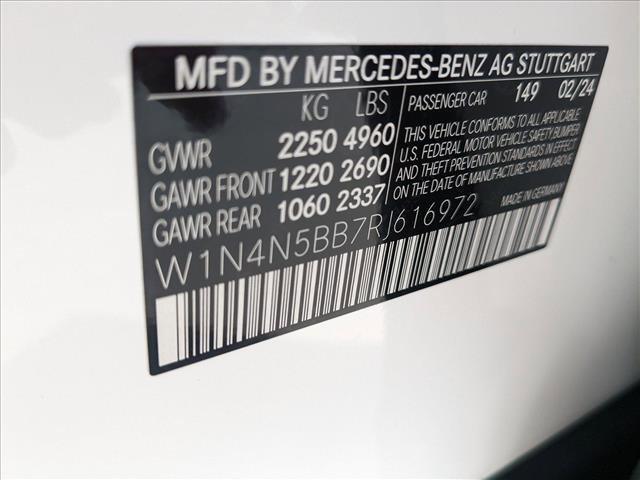 MFD BY MERCEDES-BENZ AG STUTTGART
KG LBS
GVWR 2250 4960
GAWR FRONT 1220 2690
GAWR REAR 1060 2337
PASSENGER CAR 149 02/24
THIS VEHICLE CONFORMS TO ALL APPLICABLE
U.S. FEDERAL MOTOR VEHICLE SAFETY, BUMPER
AND THEFT PREVENTION STANDARDS IN EFFECT
ON THE DATE OF MANUFACTURE SHOWN ABOVE.
W1N4N5BB7RJ616972
MADE IN GERMANY